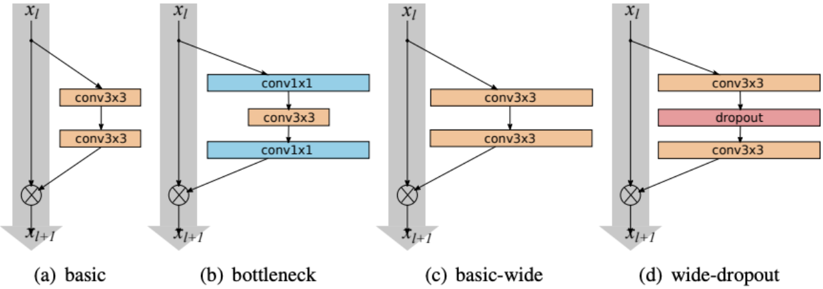 x_l x_l x_l x_l
conv3x3
conv3x3
x_{l+1}
(a) basic
conv1x1
conv3x3
conv1x1
x_{l+1}
(b) bottleneck
conv3x3
conv3x3
x_{l+1}
(c) basic-wide
conv3x3
dropout
conv3x3
x_{l+1}
(d) wide-dropout